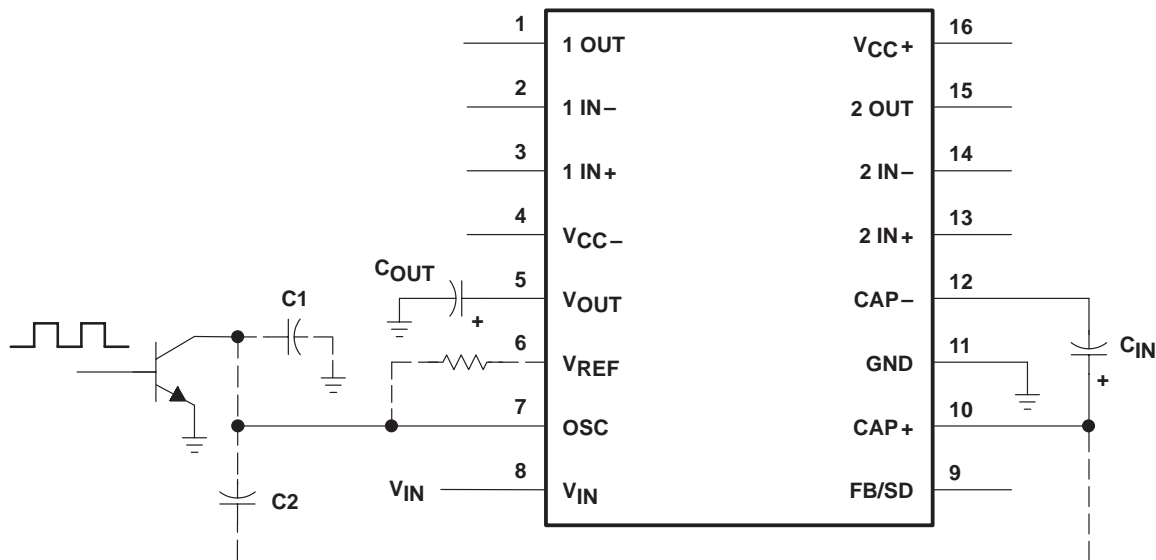 1
1 OUT
VCC+
16
2
1 IN−
2 OUT
15
3
1 IN+
2 IN−
14
4
VCC−
2 IN+
13
COUT
5
VOUT
CAP−
12
+
C1
6
VREF
GND
11
CIN
+
7
OSC
CAP+
10
C2
VIN
8
VIN
FB/SD
9